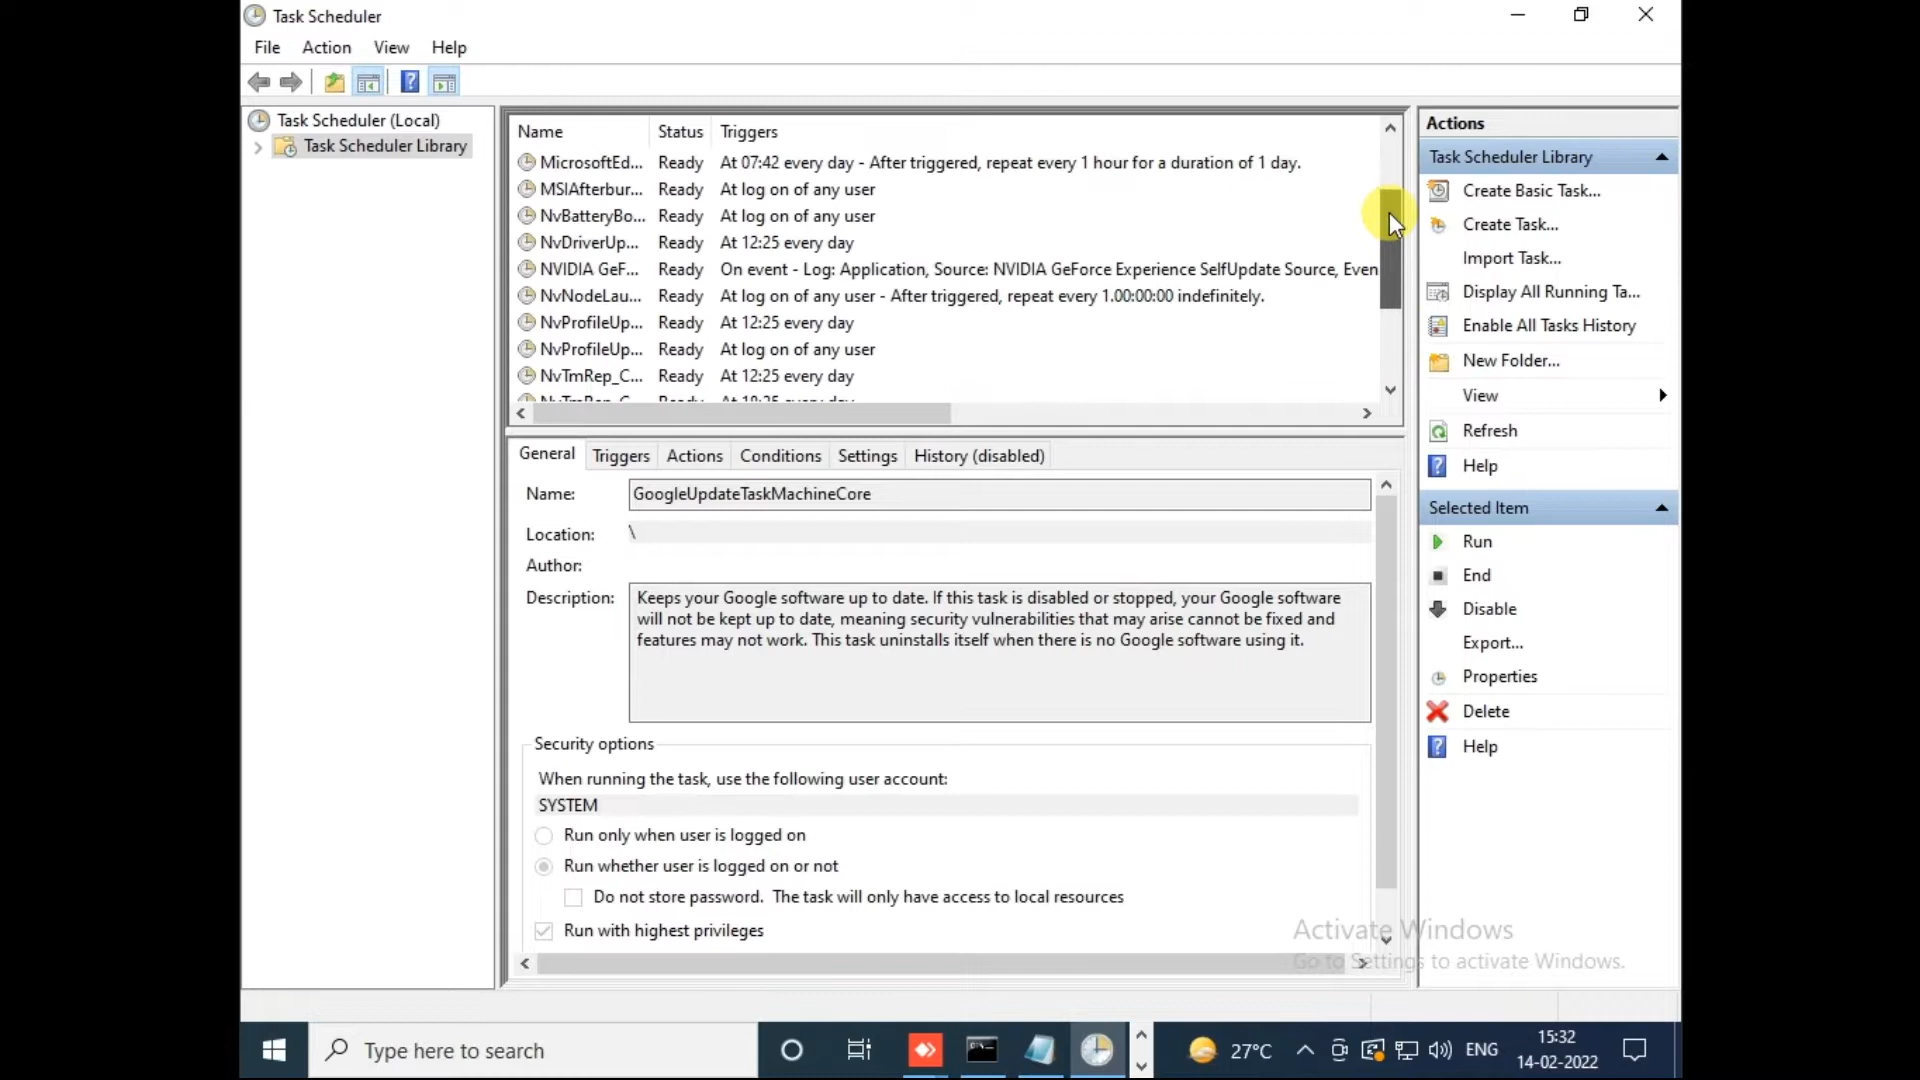 Task Scheduler
File Action View Help
Task Scheduler (Local)
Task Scheduler Library
Name Status Triggers
MicrosoftEd... Ready At 07:42 every day - After triggered, repeat every 1 hour for a duration of 1 day.
MSIAfterbur... Ready At log on of any user
NvBatteryBo... Ready At log on of any user
NvDriverUp... Ready At 12:25 every day
NVIDIA GeF... Ready On event - Log: Application, Source: NVIDIA GeForce Experience SelfUpdate Source, Even
NvNodeLau... Ready At log on of any user - After triggered, repeat every 1.00:00:00 indefinitely.
NvProfileUp... Ready At 12:25 every day
NvProfileUp... Ready At log on of any user
NvTmRep_C... Ready At 12:25 every day
General Triggers Actions Conditions Settings History (disabled)
Name: GoogleUpdateTaskMachineCore
Location: \
Author:
Description: Keeps your Google software up to date. If this task is disabled or stopped, your Google software
will not be kept up to date, meaning security vulnerabilities that may arise cannot be fixed and
features may not work. This task uninstalls itself when there is no Google software using it.
Security options
When running the task, use the following user account:
SYSTEM
Run only when user is logged on
Run whether user is logged on or not
Do not store password. The task will only have access to local resources
Run with highest privileges
Actions
Task Scheduler Library
Create Basic Task...
Create Task...
Import Task...
Display All Running Ta...
Enable All Tasks History
New Folder...
View
Refresh
Help
Selected Item
Run
End
Disable
Export...
Properties
Delete
Help
Activate Windows
Go to Settings to activate Windows.
Type here to search
27°C
ENG
15:32
14-02-2022